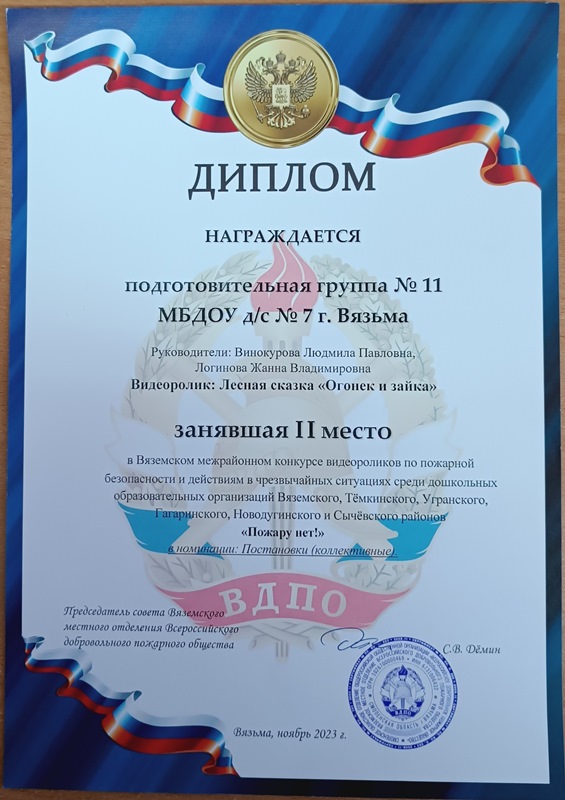 ДИПЛОМ
НАГРАЖДАЕТСЯ
подготовительная группа № 11
МБДОУ д/с № 7 г. Вязьма
Руководители: Винокурова Людмила Павловна,
Логинова Жанна Владимировна
Видеоролик: Лесная сказка «Огонек и зайка»
занявшая II место
в Вяземском межрайонном конкурсе видеороликов по пожарной
безопасности и действиям в чрезвычайных ситуациях среди дошкольных
образовательных организаций Вяземского, Тёмкинского, Угранского,
Гагаринского, Новодугинского и Сычёвского районов
«Пожару нет!»
в номинации: Постановки (коллективные).
ВДПО
Председатель совета Вяземского
местного отделения Всероссийского
добровольного пожарного общества
С.В. Дёмин
ВДПО
Вязьма, ноябрь 2023 г.